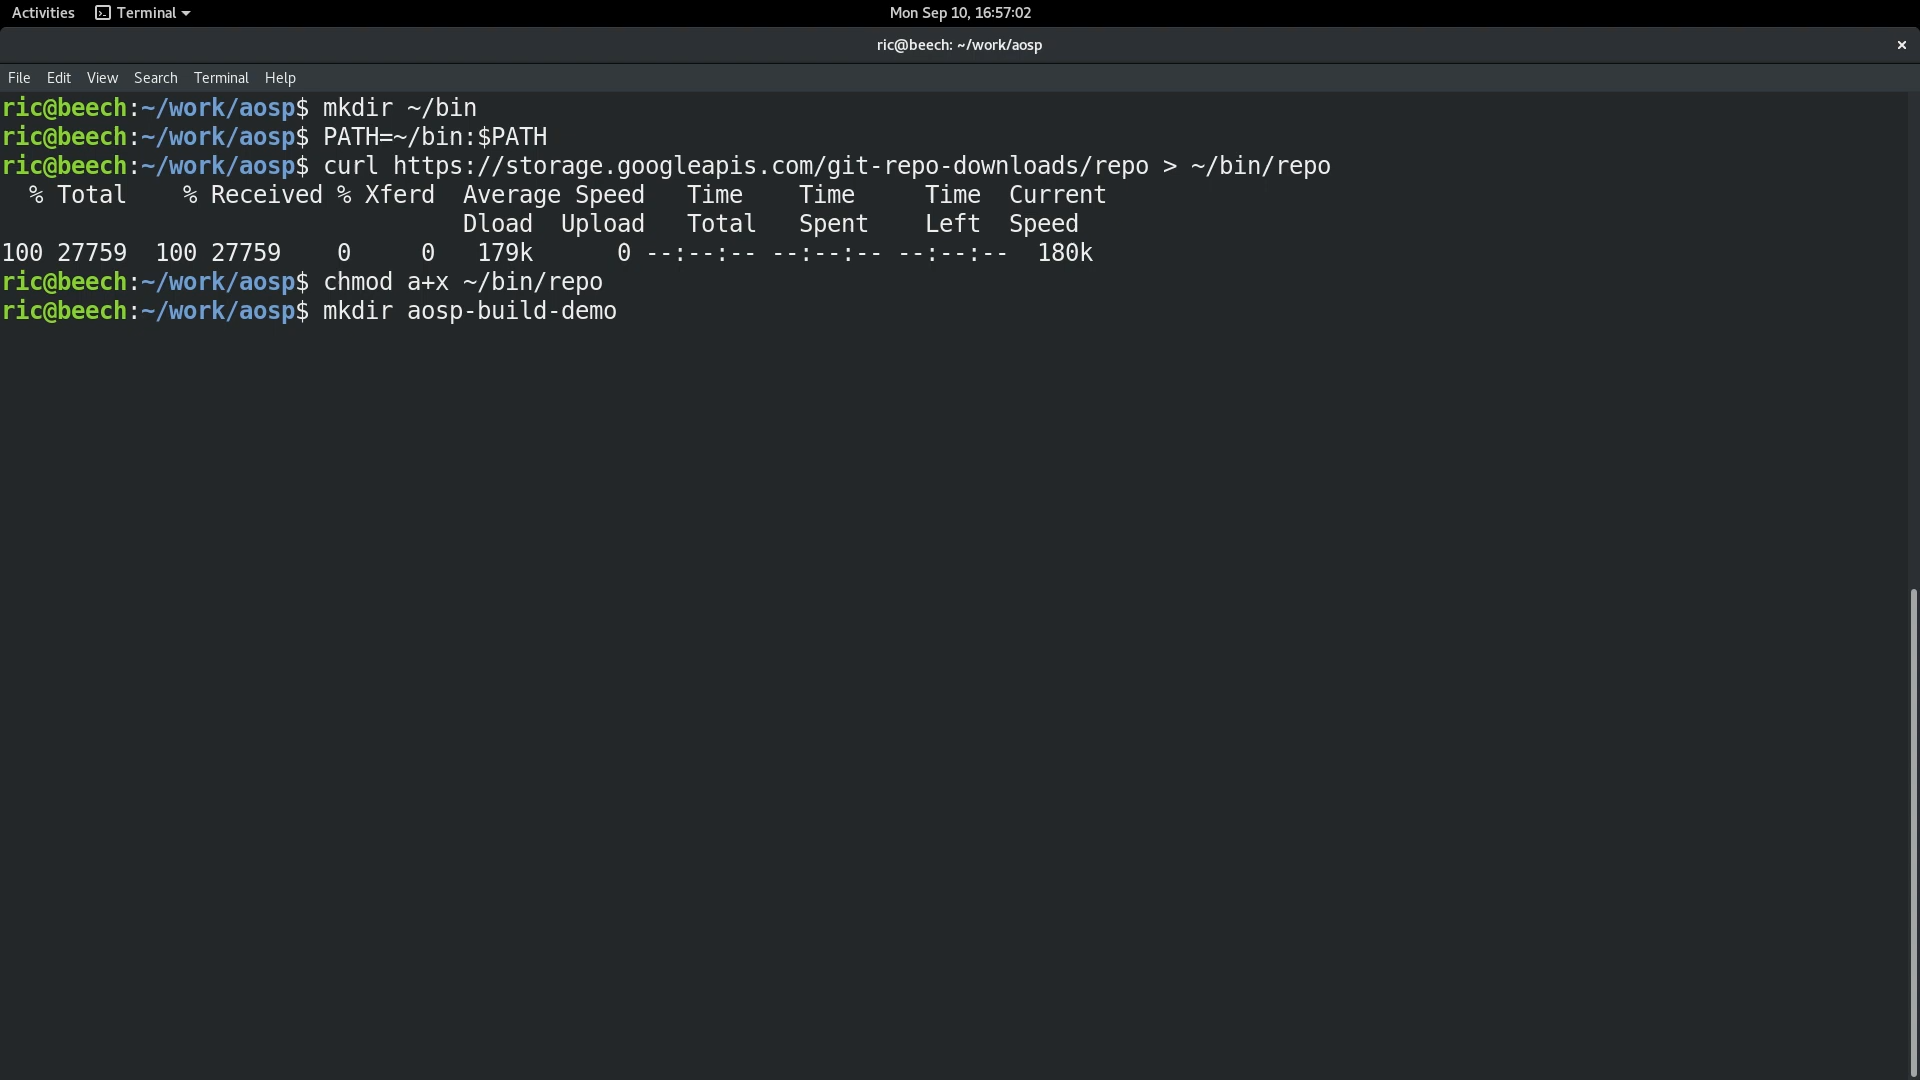 Activities Terminal Mon Sep 10, 16:57:02
ric@beech: ~/work/aosp ×
File Edit View Search Terminal Help
ric@beech:~/work/aosp$ mkdir ~/bin
ric@beech:~/work/aosp$ PATH=~/bin:$PATH
ric@beech:~/work/aosp$ curl https://storage.googleapis.com/git-repo-downloads/repo > ~/bin/repo
  % Total    % Received % Xferd  Average Speed   Time    Time     Time  Current
                                 Dload  Upload   Total   Spent    Left  Speed
100 27759  100 27759    0     0   179k      0 --:--:-- --:--:-- --:--:--  180k
ric@beech:~/work/aosp$ chmod a+x ~/bin/repo
ric@beech:~/work/aosp$ mkdir aosp-build-demo